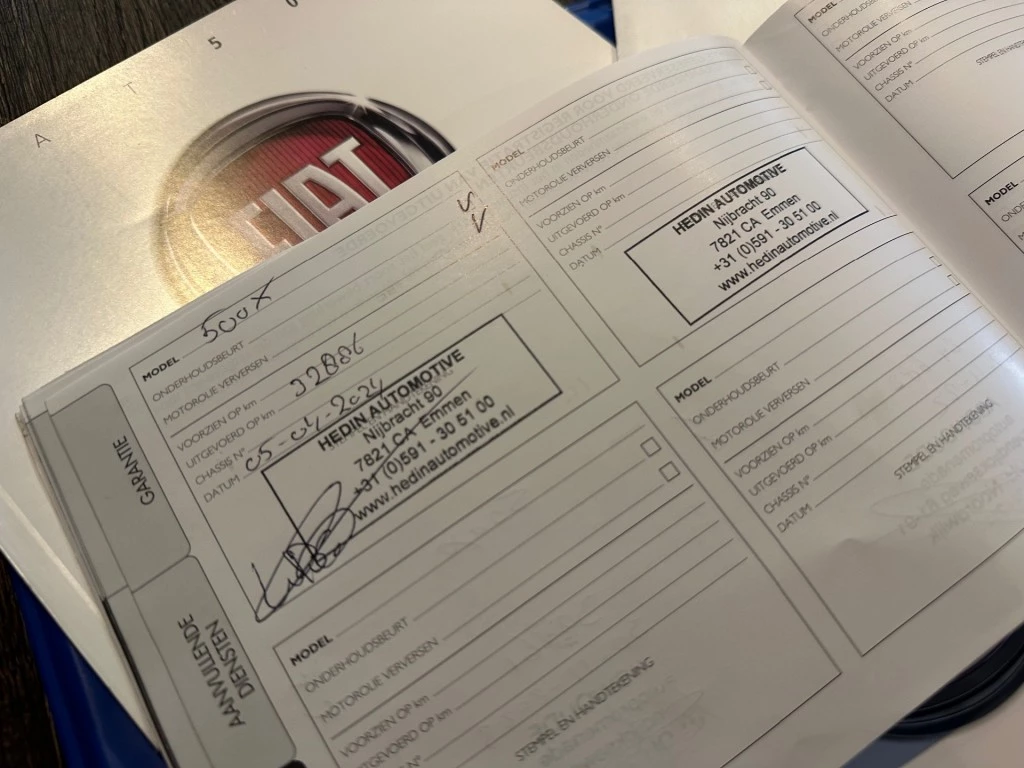 5
A T
FIAT
GARANTIE
AANVULLENDE
DIENSTEN
MODEL 500X
ONDERHOUDSBEURT
MOTOROLIE VERVERSEN
VOORZIEN OP km
UITGEVOERD OP km 32886
CHASSIS N°
DATUM 05-04-2024
HEDIN AUTOMOTIVE
Nijbracht 90
7821 CA Emmen
+31 (0)591 - 30 51 00
www.hedinautomotive.nl
MODEL
ONDERHOUDSBEURT
MOTOROLIE VERVERSEN
VOORZIEN OP km
UITGEVOERD OP km
STEMPEL EN HANDTEKENING
MODEL
ONDERHOUDSBEURT
MOTOROLIE VERVERSEN
VOORZIEN OP km
UITGEVOERD OP km
CHASSIS N°
DATUM
HEDIN AUTOMOTIVE
Nijbracht 90
7821 CA Emmen
+31 (0)591 - 30 51 00
www.hedinautomotive.nl
MODEL
ONDERHOUDSBEURT
MOTOROLIE VERVERSEN
VOORZIEN OP km
UITGEVOERD OP km
CHASSIS N°
DATUM
STEMPEL EN HANDTEKENING
MODEL
ONDERHOUDSBEURT
MOTOROLIE VERVERSEN
VOORZIEN OP km
UITGEVOERD OP km
CHASSIS N°
DATUM
MODEL